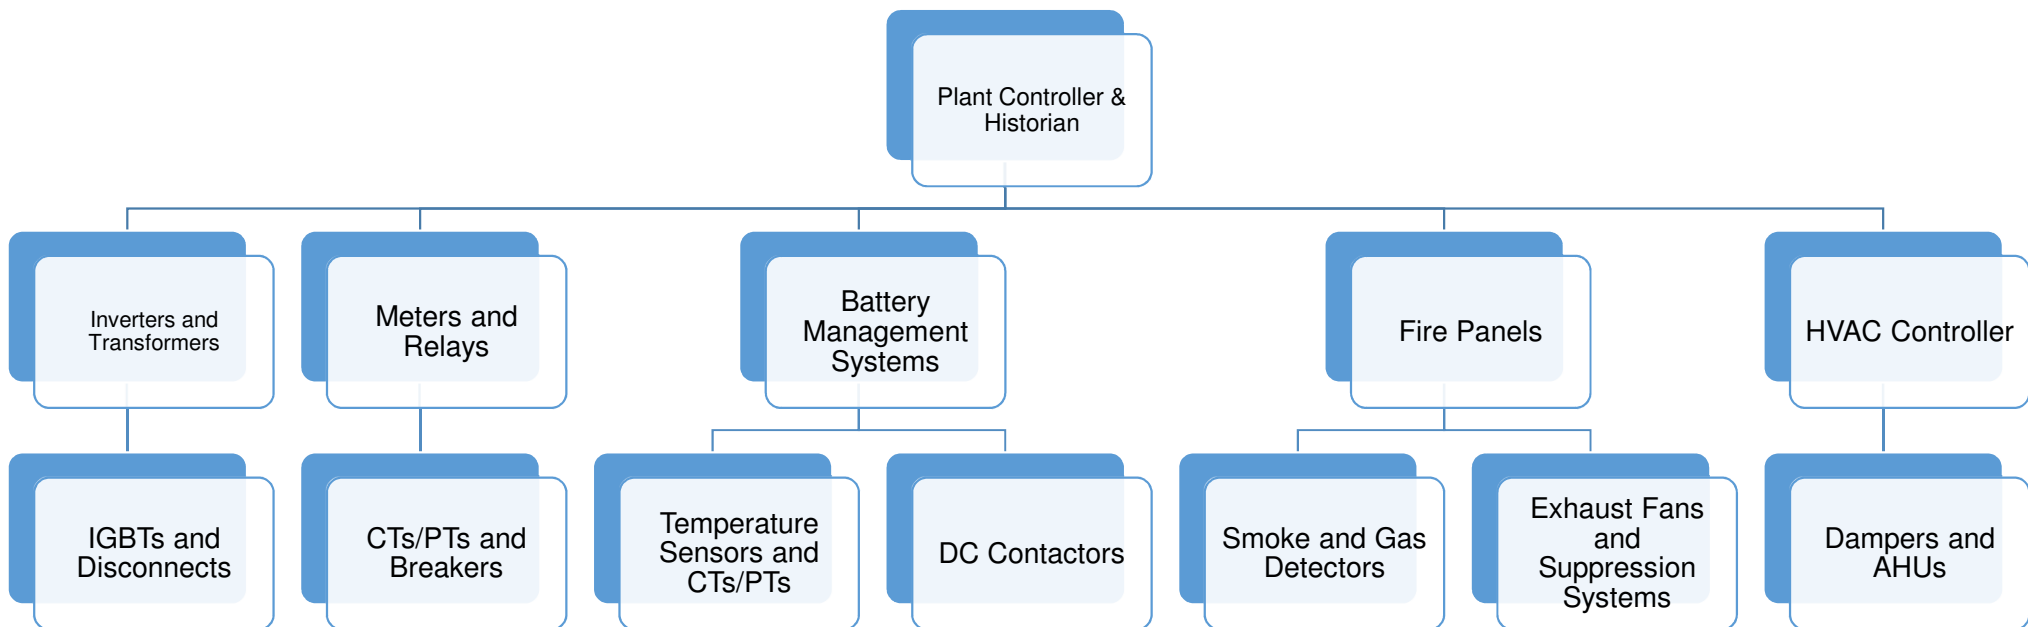 Plant Controller &
Historian
Inverters and
Transformers
Meters and
Relays
Battery
Management
Systems
Fire Panels
HVAC Controller
IGBTs and
Disconnects
CTs/PTs and
Breakers
Temperature
Sensors and
CTs/PTs
DC Contactors
Smoke and Gas
Detectors
Exhaust Fans
and
Suppression
Systems
Dampers and
AHUs